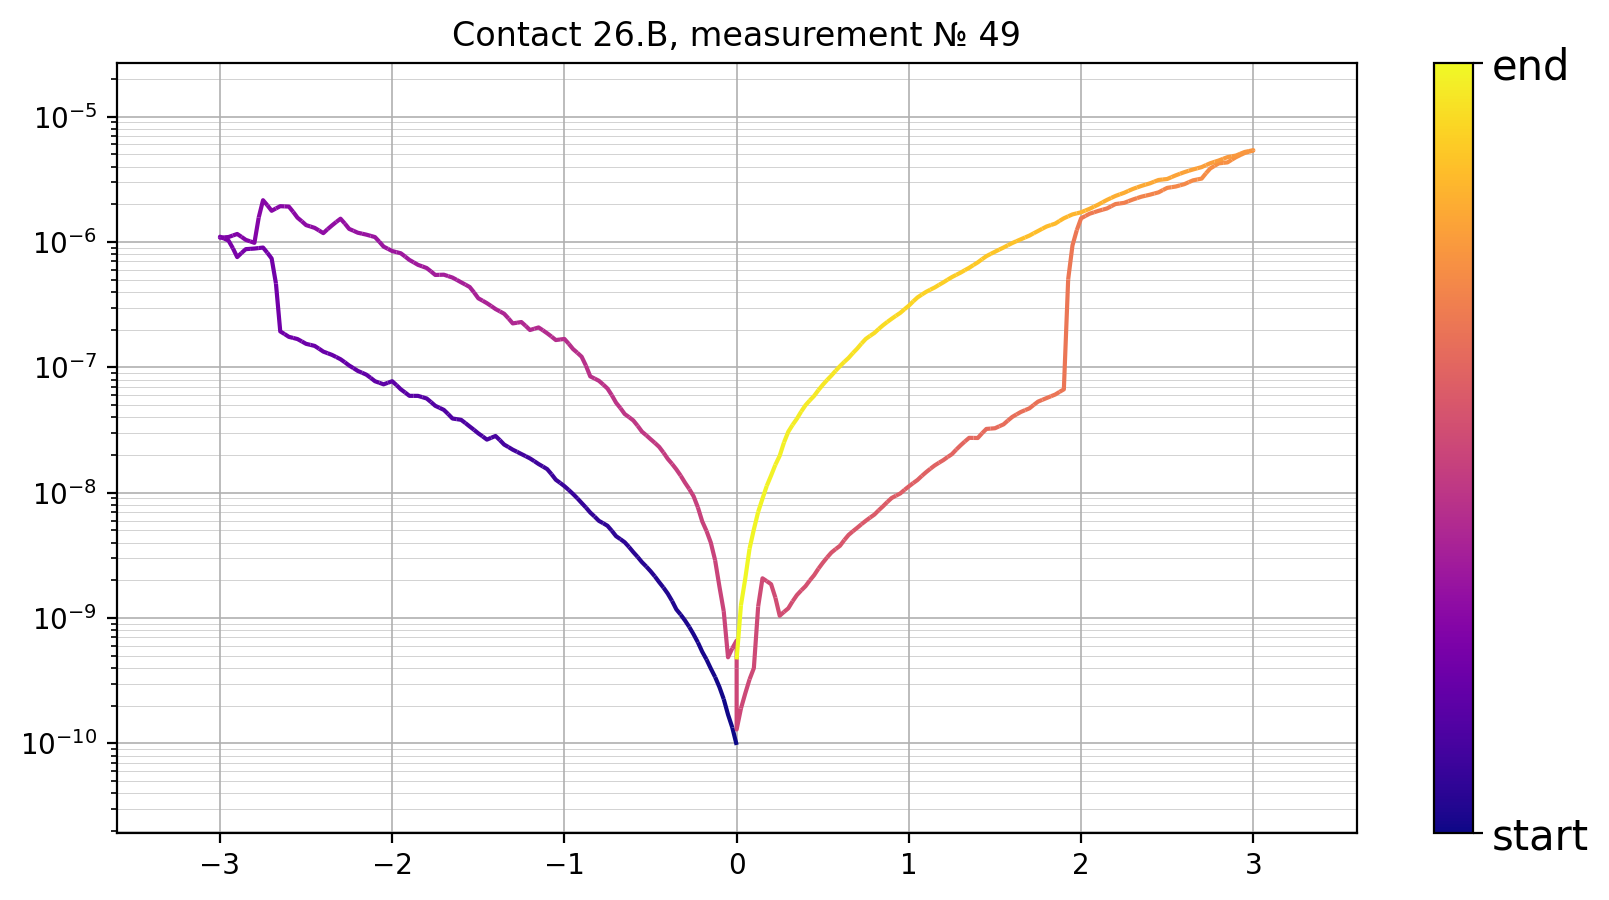 Contact 26.B, measurement № 49
10⁻⁵
10⁻⁶
10⁻⁷
10⁻⁸
10⁻⁹
10⁻¹⁰
−3 −2 −1 0 1 2 3
end
start